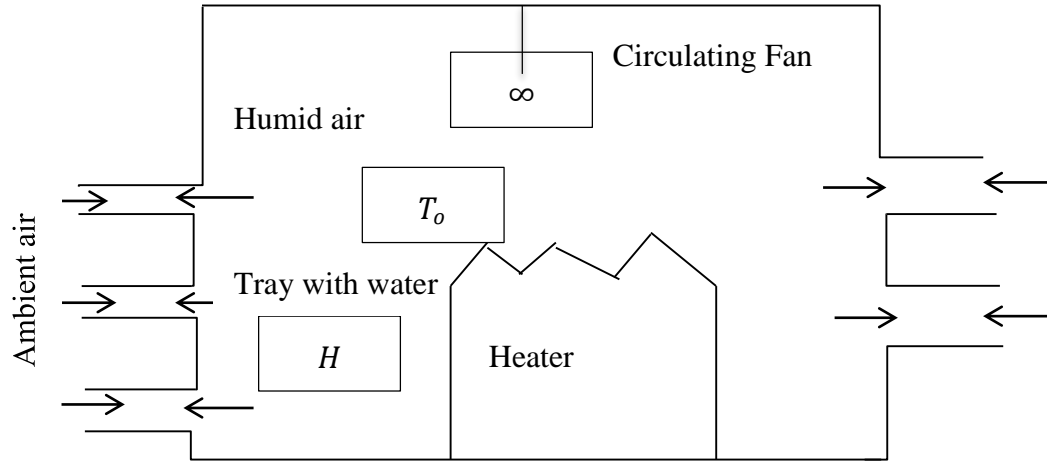 Circulating Fan
∞
Humid air
T_o
Ambient air
Tray with water
H
Heater